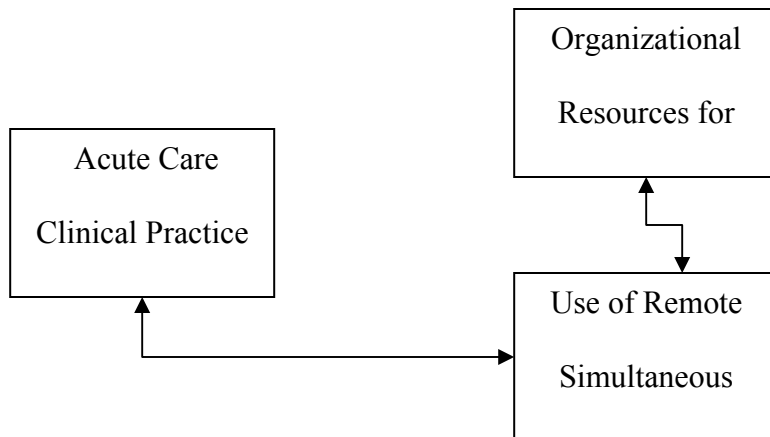 Organizational
Resources for
Acute Care
Clinical Practice
Use of Remote
Simultaneous